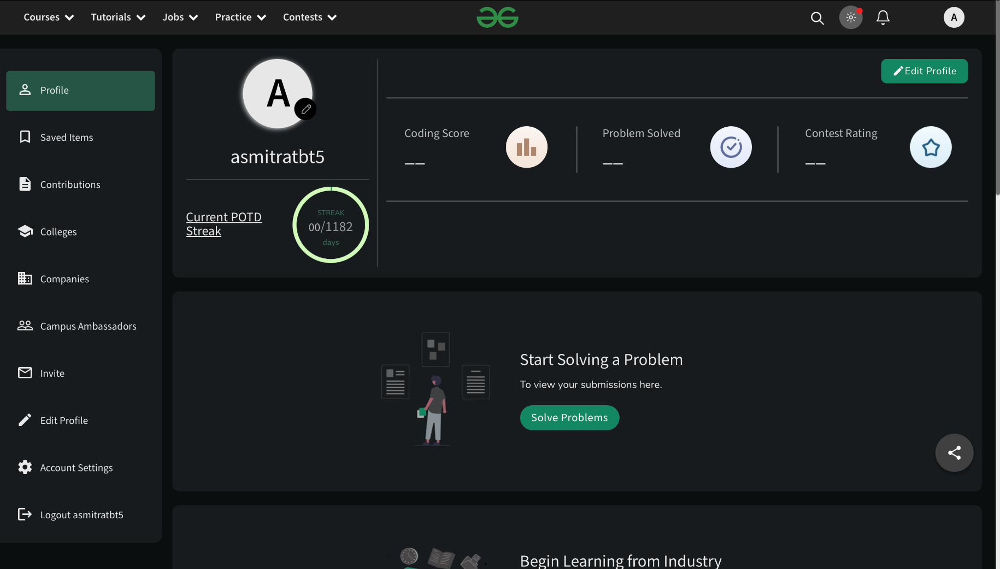 Courses
Tutorials
Jobs
Practice
Contests
A
Profile
Saved Items
Contributions
Colleges
Companies
Campus Ambassadors
Invite
Edit Profile
Account Settings
Logout asmitratbt5
A
asmitratbt5
Current POTD
Streak
STREAK
00/1182
days
Edit Profile
Coding Score
__
Problem Solved
__
Contest Rating
__
Start Solving a Problem
To view your submissions here.
Solve Problems
Begin Learning from Industry